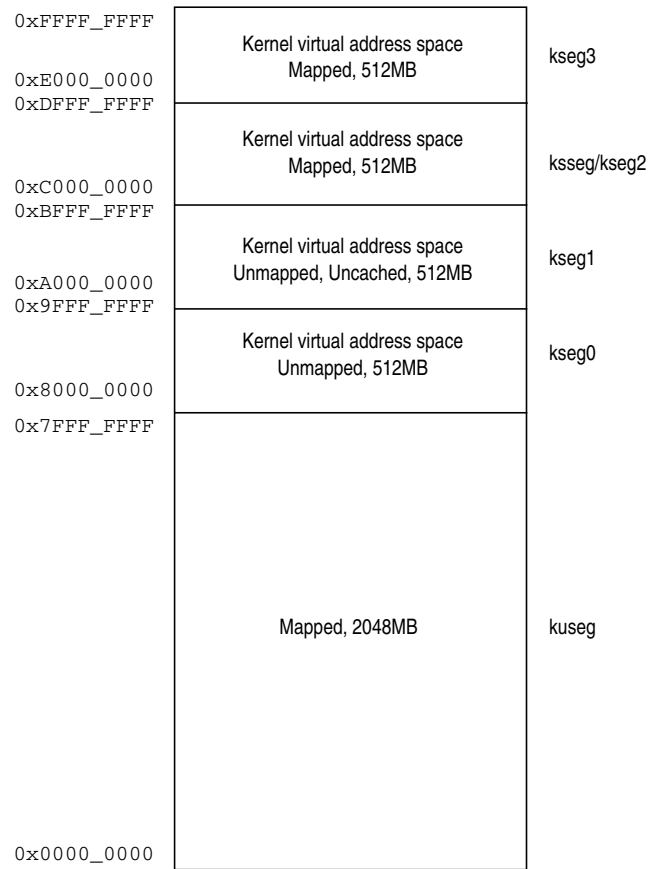 0xFFFF_FFFF
Kernel virtual address space
Mapped, 512MB
kseg3
0xE000_0000
0xDFFF_FFFF
Kernel virtual address space
Mapped, 512MB
ksseg/kseg2
0xC000_0000
0xBFFF_FFFF
Kernel virtual address space
Unmapped, Uncached, 512MB
kseg1
0xA000_0000
0x9FFF_FFFF
Kernel virtual address space
Unmapped, 512MB
kseg0
0x8000_0000
0x7FFF_FFFF
Mapped, 2048MB
kuseg
0x0000_0000